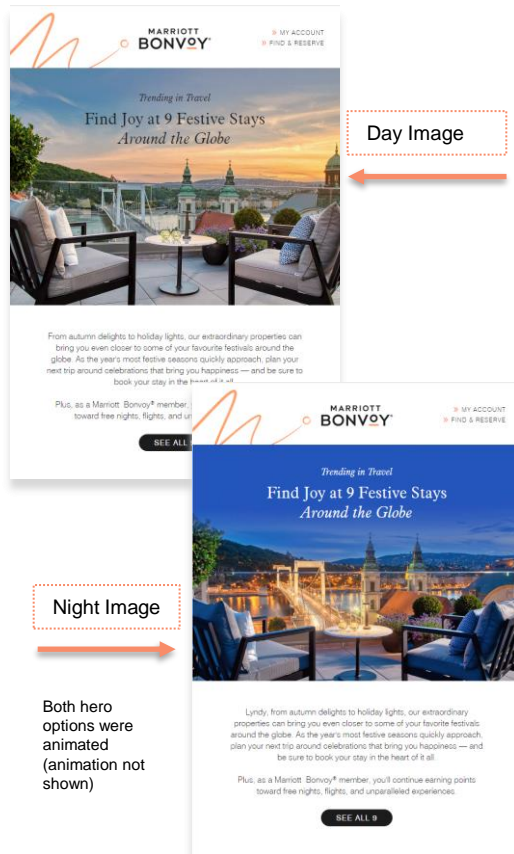 MARRIOTT
BONVOY®
» MY ACCOUNT
» FIND & RESERVE
Trending in Travel
Find Joy at 9 Festive Stays
Around the Globe
Day Image
From autumn delights to holiday lights, our extraordinary properties can
bring you even closer to some of your favourite festivals around the
globe. As the year's most festive seasons quickly approach, plan your
next trip around celebrations that bring you happiness — and be sure to
book your stay in the heart of it all
Plus, as a Marriott Bonvoy® member,
toward free nights, flights, and
SEE ALL
MARRIOTT
BONVOY®
» MY ACCOUNT
» FIND & RESERVE
Trending in Travel
Find Joy at 9 Festive Stays
Around the Globe
Night Image
Both hero
options were
animated
(animation not
shown)
Lyndy, from autumn delights to holiday lights, our extraordinary
properties can bring you even closer to some of your favorite festivals
around the globe. As the year's most festive seasons quickly approach,
plan your next trip around celebrations that bring you happiness — and
be sure to book your stay in the heart of it all
Plus, as a Marriott Bonvoy® member, you'll continue earning points
toward free nights, flights, and unparalleled experiences
SEE ALL 9